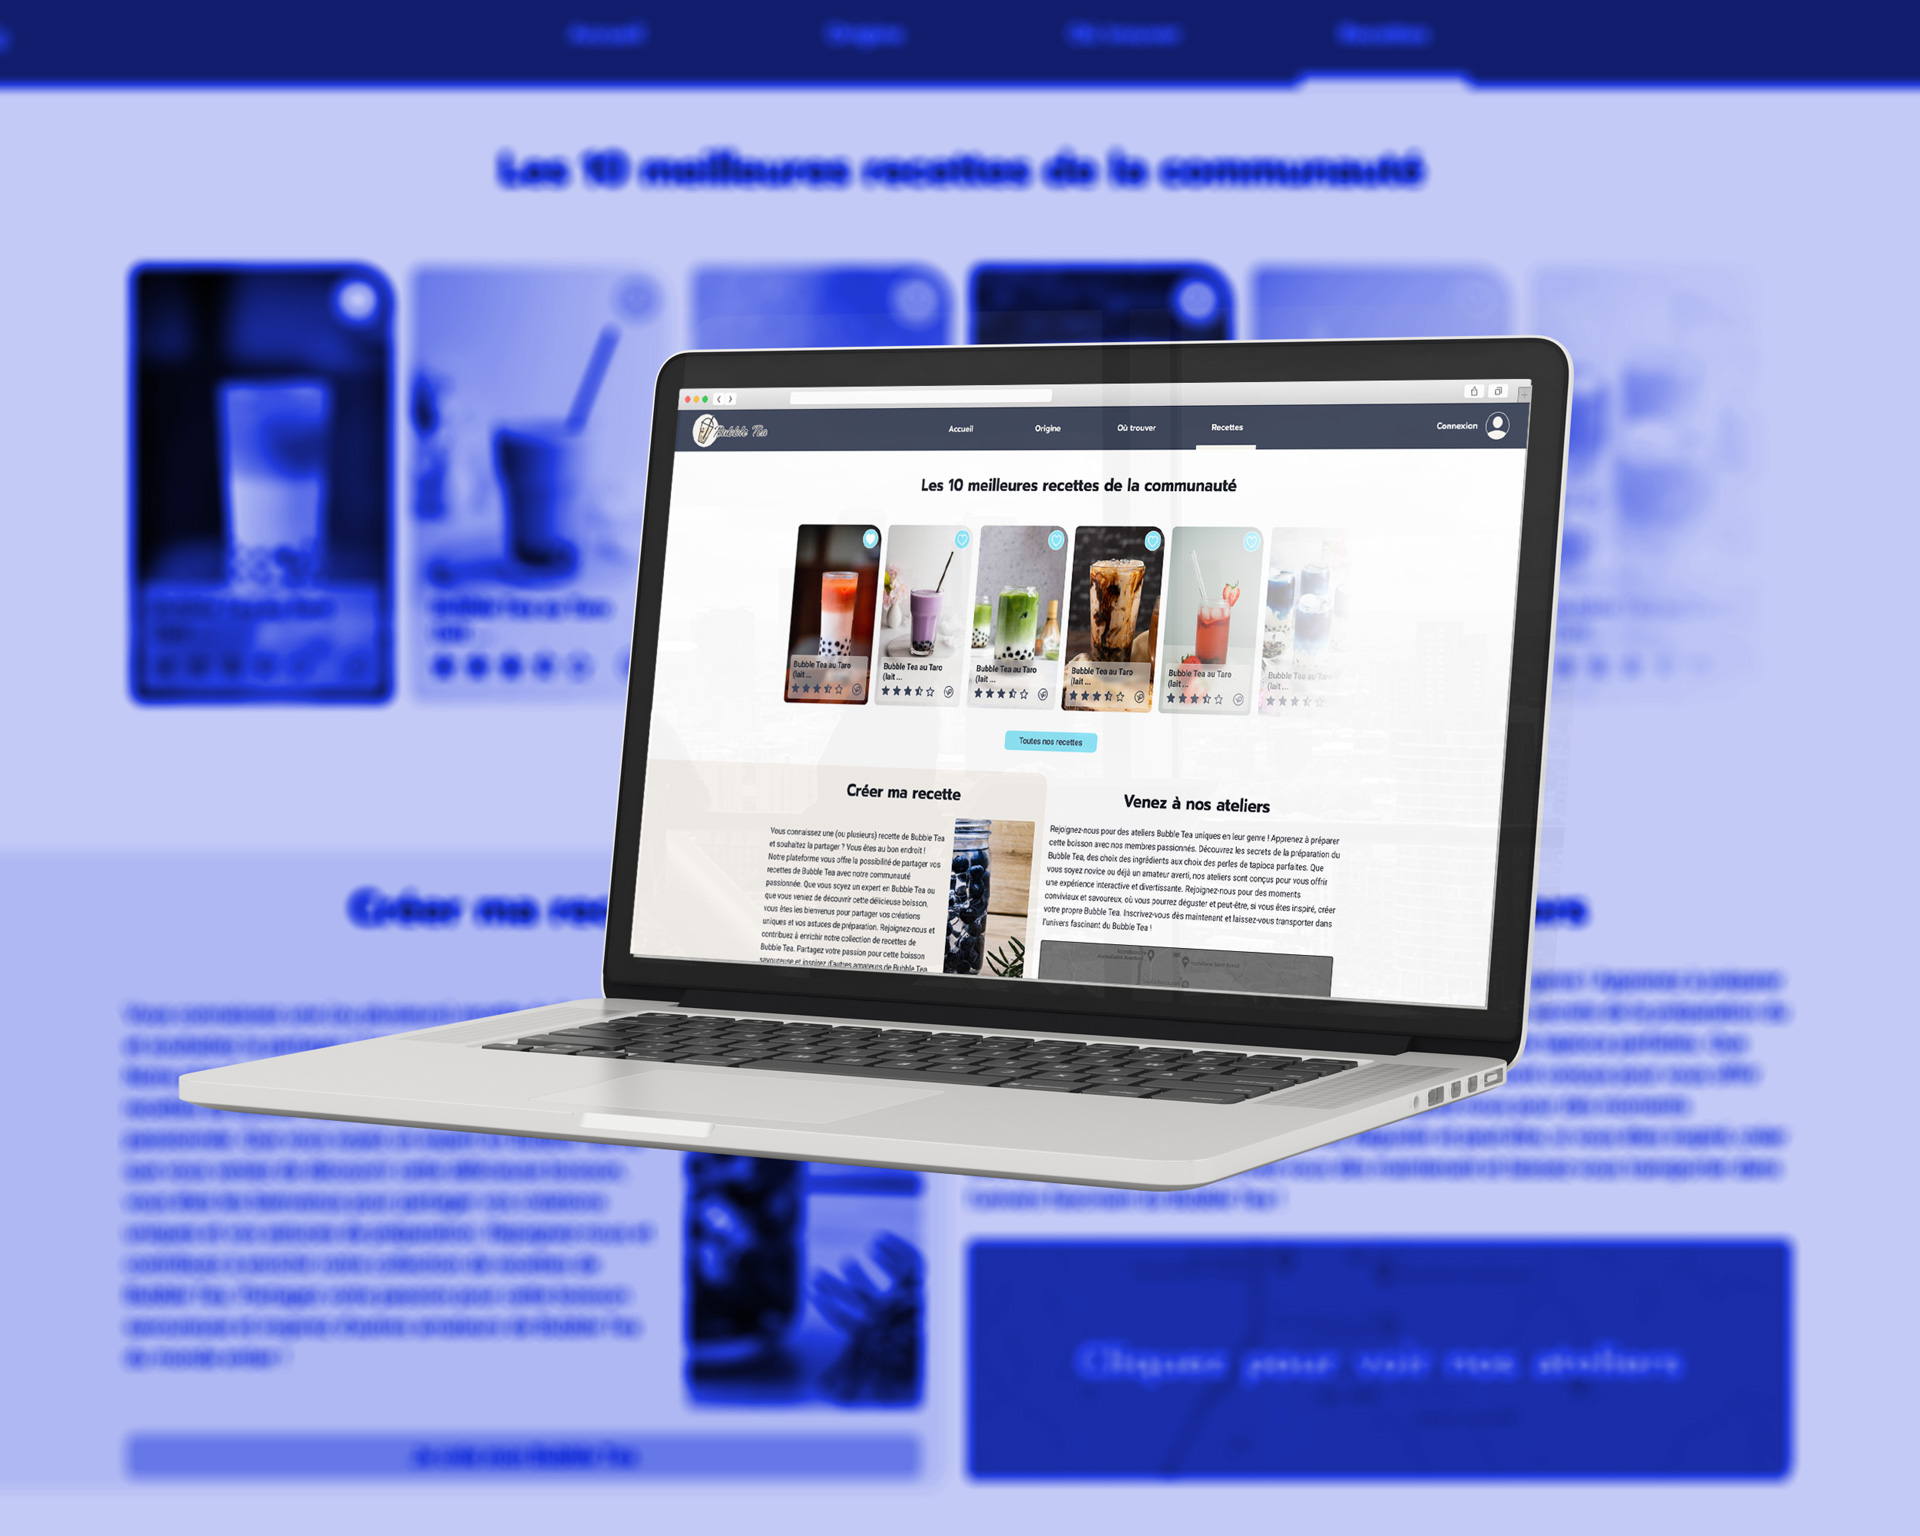 Accueil
Origine
Où trouver
Recettes
Les 10 meilleures recettes de la communauté
Bubble Tea
Accueil
Origine
Où trouver
Recettes
Connexion
Les 10 meilleures recettes de la communauté
Bubble Tea au Taro
(lait ...
Bubble Tea au Taro
(lait ...
Bubble Tea au Taro
(lait ...
Bubble Tea au Taro
(lait ...
Bubble Tea au Taro
(lait ...
Bubble Tea au Taro
(lait ...
Toutes nos recettes
Créer ma recette
Vous connaissez une (ou plusieurs) recette de Bubble Tea
et souhaitez la partager ? Vous êtes au bon endroit !
Notre plateforme vous offre la possibilité de partager vos
recettes de Bubble Tea avec notre communauté
passionnée. Que vous soyez un expert en Bubble Tea ou
que vous veniez de découvrir cette délicieuse boisson,
vous êtes les bienvenus pour partager vos créations
uniques et vos astuces de préparation. Rejoignez-nous et
contribuez à enrichir notre collection de recettes de
Bubble Tea. Partagez votre passion pour cette boisson
savoureuse et inspirez d'autres amateurs de Bubble Tea
Venez à nos ateliers
Rejoignez-nous pour des ateliers Bubble Tea uniques en leur genre ! Apprenez à préparer
cette boisson avec nos membres passionnés. Découvrez les secrets de la préparation du
Bubble Tea, des choix des ingrédients aux choix des perles de tapioca parfaites. Que
vous soyez novice ou déjà un amateur averti, nos ateliers sont conçus pour vous offrir
une expérience interactive et divertissante. Rejoignez-nous pour des moments
conviviaux et savoureux, où vous pourrez déguster et peut-être, si vous êtes inspiré, créer
votre propre Bubble Tea. Inscrivez-vous dès maintenant et laissez-vous transporter dans
l'univers fascinant du Bubble Tea !
Créer ma
Cliquez pour voir nos ateliers
Je crée mon Bubble Tea